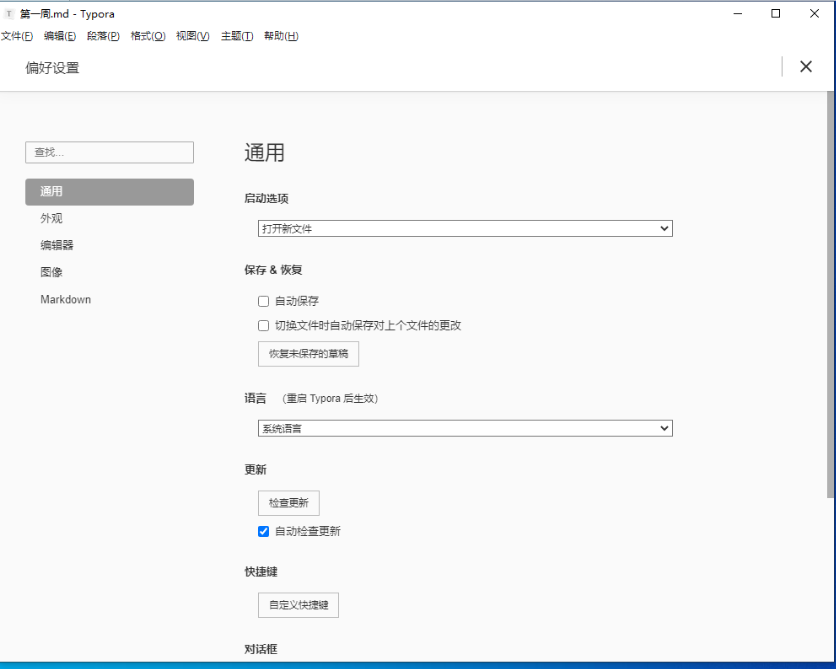 T 第一周.md - Typora
文件(F) 编辑(E) 段落(P) 格式(O) 视图(V) 主题(T) 帮助(H)
偏好设置
查找...
通用
外观
编辑器
图像
Markdown
通用
启动选项
打开新文件
保存 & 恢复
自动保存
切换文件时自动保存对上个文件的更改
恢复未保存的草稿
语言 (重启 Typora 后生效)
系统语言
更新
检查更新
自动检查更新
快捷键
自定义快捷键
对话框